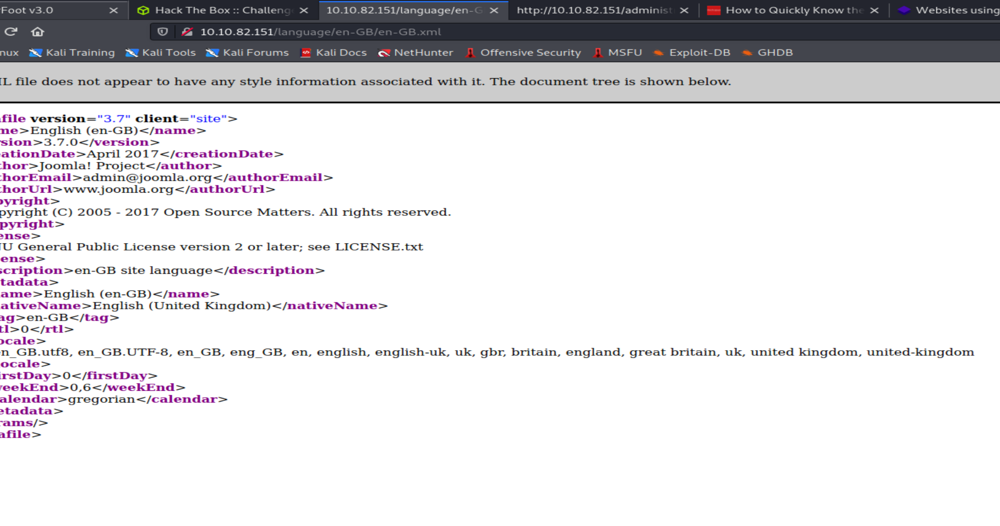 Foot v3.0
Hack The Box :: Challeng
10.10.82.151/language/en-G
http://10.10.82.151/administ
How to Quickly Know the
Websites using
10.10.82.151/language/en-GB/en-GB.xml
nux Kali Training Kali Tools Kali Forums Kali Docs NetHunter Offensive Security MSFU Exploit-DB GHDB
L file does not appear to have any style information associated with it. The document tree is shown below.
afile version="3.7" client="site">
me>English (en-GB)</name>
sion>3.7.0</version>
eationDate>April 2017</creationDate>
thor>Joomla! Project</author>
thorEmail>admin@joomla.org</authorEmail>
thorUrl>www.joomla.org</authorUrl>
pyright>
pyright (C) 2005 - 2017 Open Source Matters. All rights reserved.
pyright>
ense>
U General Public License version 2 or later; see LICENSE.txt
ense>
scription>en-GB site language</description>
tadata>
ame>English (en-GB)</name>
ativeName>English (United Kingdom)</nativeName>
ag>en-GB</tag>
tl>0</rtl>
ocale>
en_GB.utf8, en_GB.UTF-8, en_GB, eng_GB, en, english, english-uk, uk, gbr, britain, england, great britain, uk, united kingdom, united-kingdom
ocale>
irstDay>0</firstDay>
weekEnd>0,6</weekEnd>
alendar>gregorian</calendar>
etadata>
rams/>
afile>